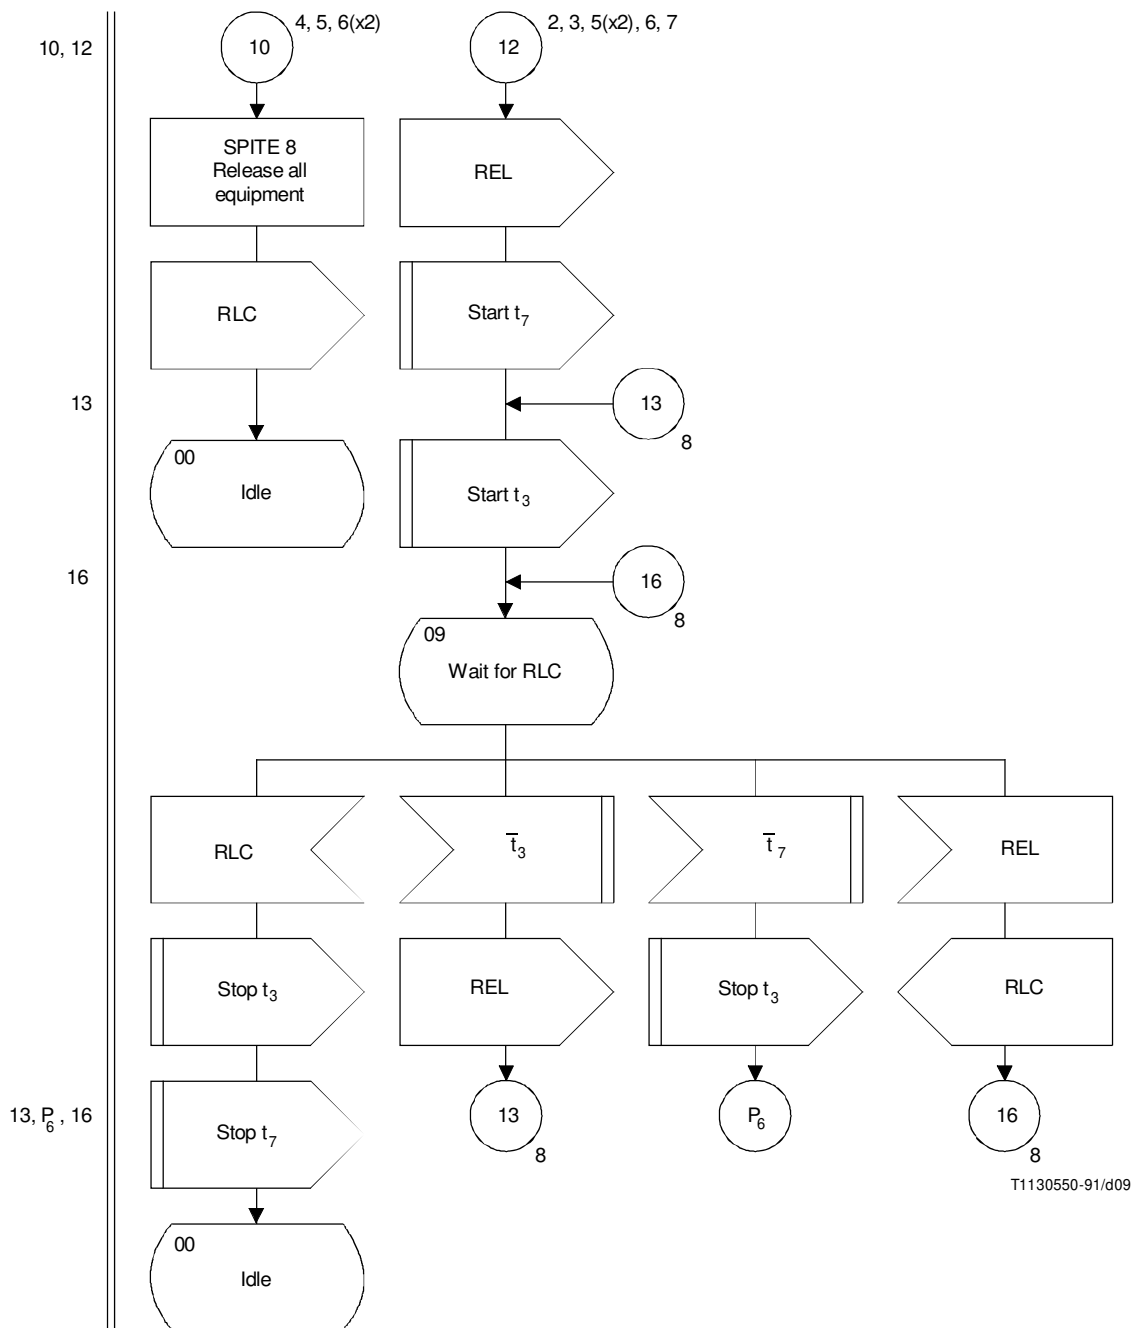 10, 12
10
4, 5, 6(x2)
12
2, 3, 5(x2), 6, 7
SPITE 8
Release all
equipment
REL
RLC
Start t7
13
13
8
00
Idle
Start t3
16
16
8
09
Wait for RLC
RLC
t̅3
t̅7
REL
Stop t3
REL
Stop t3
RLC
13, P6 , 16
Stop t7
13
8
P6
16
8
T1130550-91/d09
00
Idle